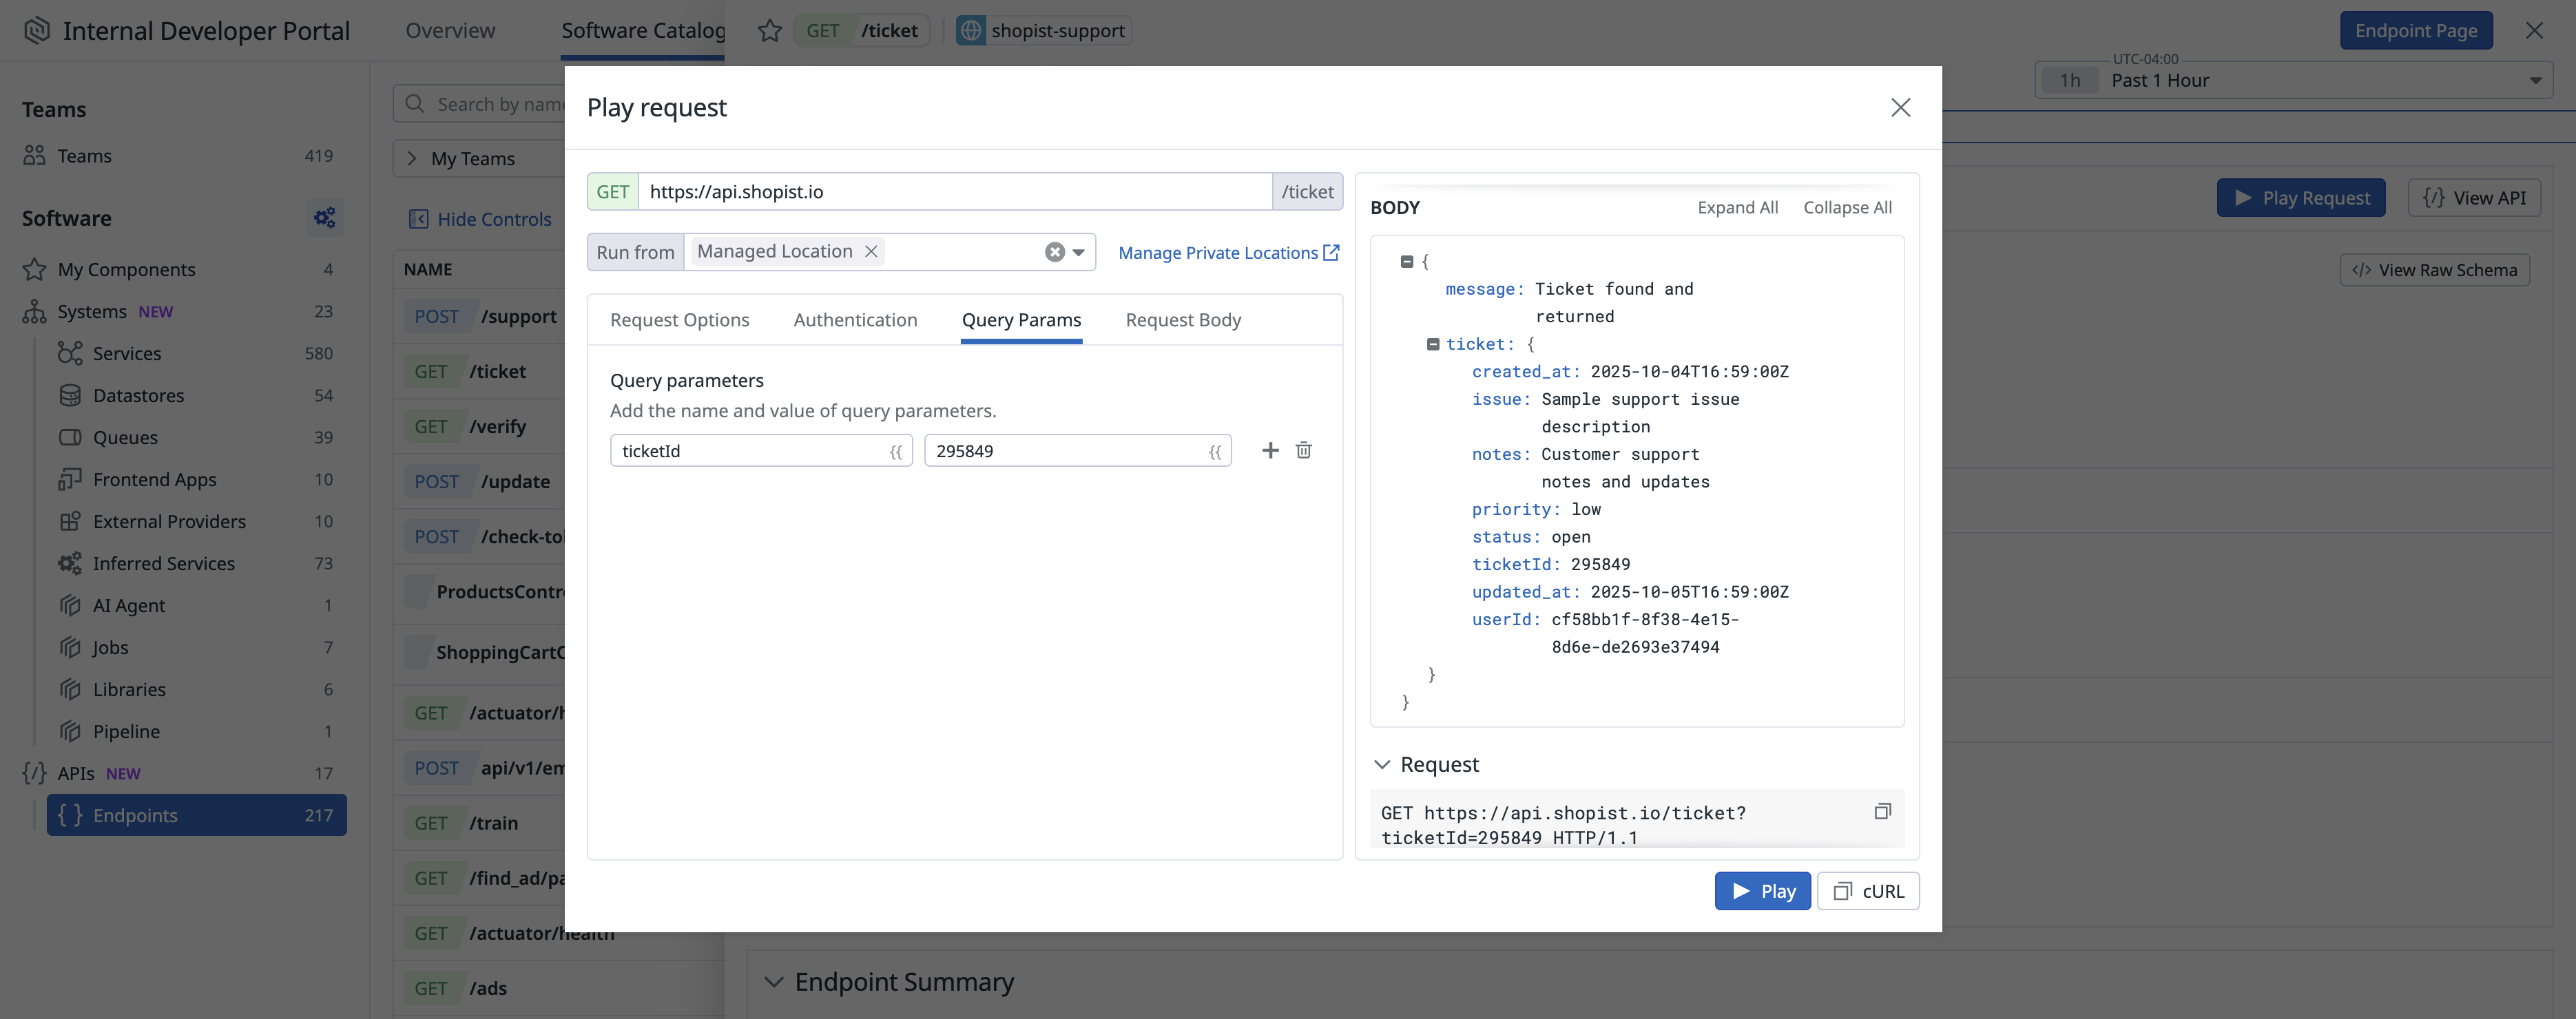 Internal Developer Portal
Overview
Software Catalog
GET /ticket
shopist-support
Endpoint Page
UTC-04:00
1h Past 1 Hour
Teams
Teams 419
Software
My Components 4
Systems NEW 23
Services 580
Datastores 54
Queues 39
Frontend Apps 10
External Providers 10
Inferred Services 73
AI Agent 1
Jobs 7
Libraries 6
Pipeline 1
{/} APIs NEW 17
{ } Endpoints 217
Search by name
My Teams
Hide Controls
NAME
POST /support
GET /ticket
GET /verify
POST /update
POST /check-to
ProductsContr
ShoppingCartC
GET /actuator/h
POST api/v1/em
GET /train
GET /find_ad/pa
GET /actuator/health
GET /ads
Play Request
{/} View API
</> View Raw Schema
Endpoint Summary
Play request
GET https://api.shopist.io /ticket
Run from Managed Location
Manage Private Locations
Request Options
Authentication
Query Params
Request Body
Query parameters
Add the name and value of query parameters.
ticketId {{ 295849 {{
BODY
Expand All
Collapse All
{
message: Ticket found and
returned
ticket: {
created_at: 2025-10-04T16:59:00Z
issue: Sample support issue
description
notes: Customer support
notes and updates
priority: low
status: open
ticketId: 295849
updated_at: 2025-10-05T16:59:00Z
userId: cf58bb1f-8f38-4e15-
8d6e-de2693e37494
}
}
Request
GET https://api.shopist.io/ticket?
ticketId=295849 HTTP/1.1
Play
cURL